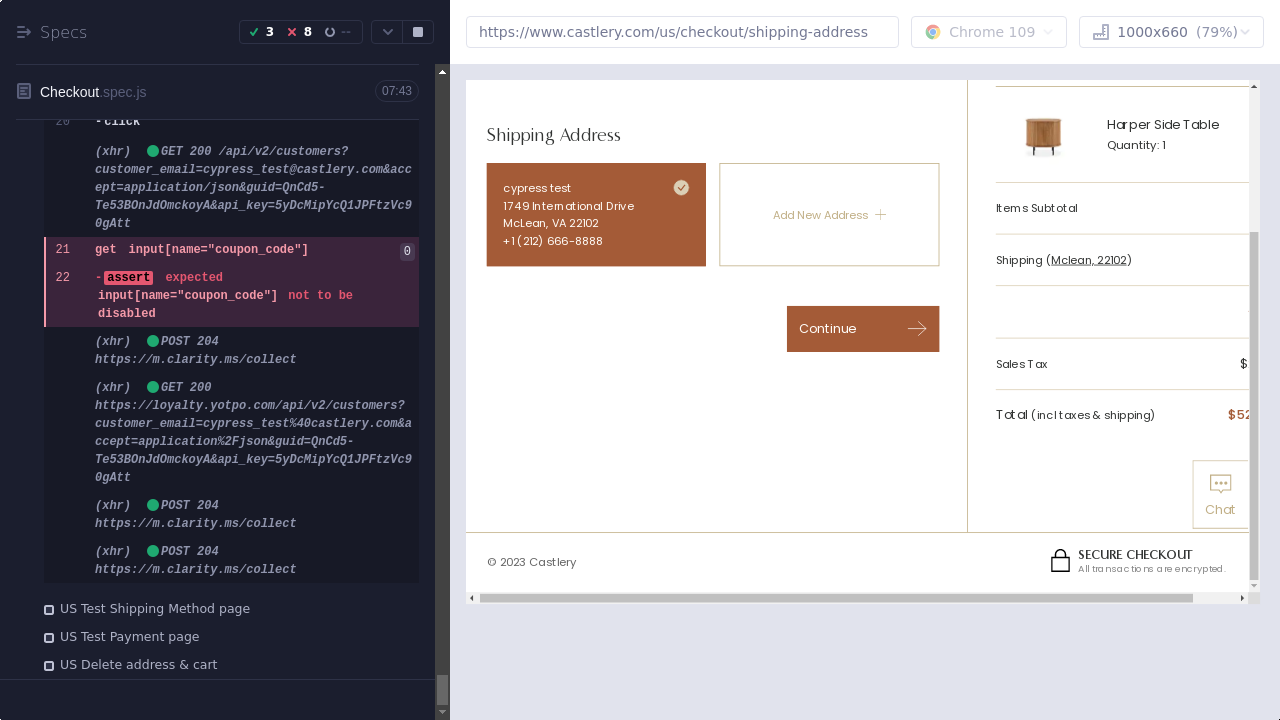 Specs
3
8
--
Checkout.spec.js
07:43
20 -click
(xhr) GET 200 /api/v2/customers?
customer_email=cypress_test@castlery.com&acc
ept=application/json&guid=QnCd5-
Te53BOnJdOmckoyA&api_key=5yDcMipYcQ1JPFtzVc9
0gAtt
21 get input[name="coupon_code"] 0
22 -assert expected
input[name="coupon_code"] not to be
disabled
(xhr) POST 204
https://m.clarity.ms/collect
(xhr) GET 200
https://loyalty.yotpo.com/api/v2/customers?
customer_email=cypress_test%40castlery.com&a
ccept=application%2Fjson&guid=QnCd5-
Te53BOnJdOmckoyA&api_key=5yDcMipYcQ1JPFtzVc9
0gAtt
(xhr) POST 204
https://m.clarity.ms/collect
(xhr) POST 204
https://m.clarity.ms/collect
US Test Shipping Method page
US Test Payment page
US Delete address & cart
https://www.castlery.com/us/checkout/shipping-address
Chrome 109
1000x660 (79%)
Shipping Address
cypress test
1749 International Drive
McLean, VA 22102
+1 (212) 666-8888
Add New Address
Continue
Harper Side Table
Quantity: 1
Items Subtotal
Shipping (Mclean, 22102)
Sales Tax $
Total (incl taxes & shipping) $52
Chat
© 2023 Castlery
SECURE CHECKOUT
All transactions are encrypted.